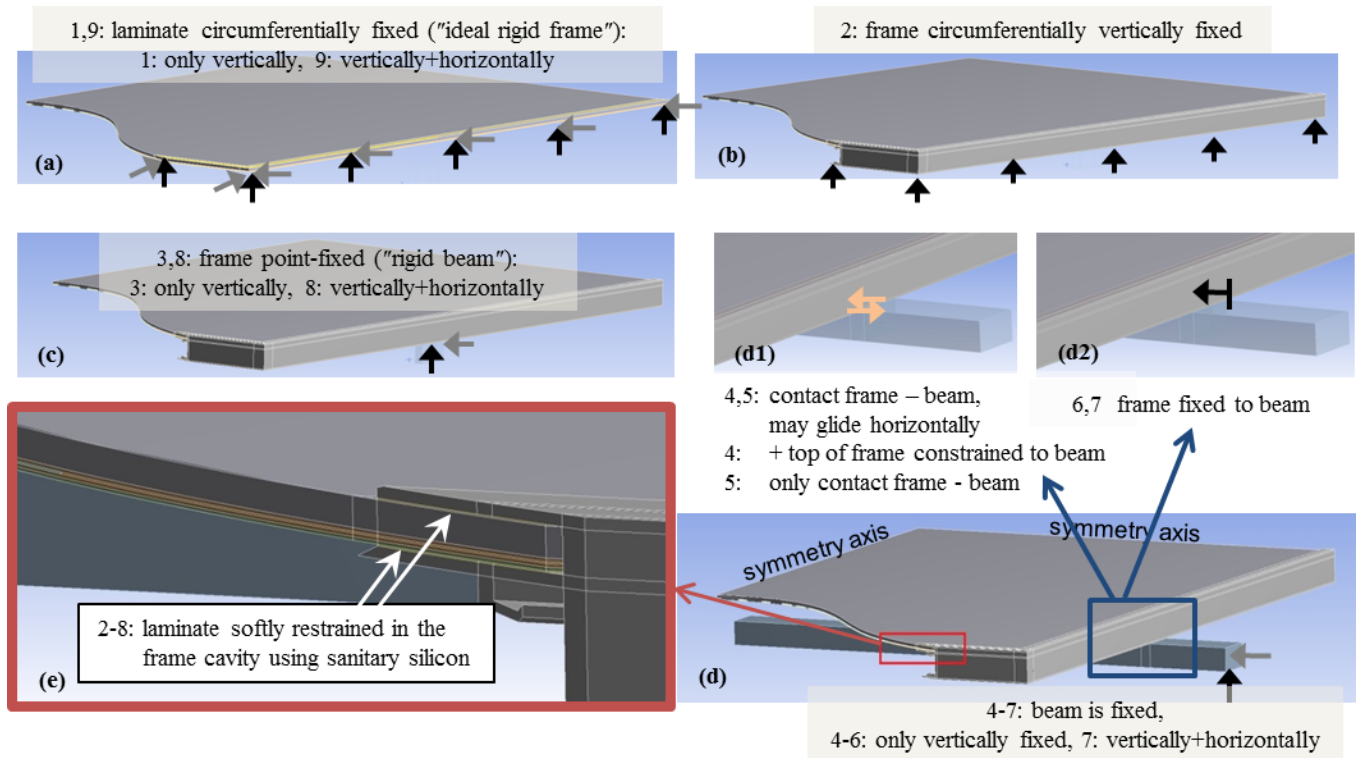 1,9: laminate circumferentially fixed ("ideal rigid frame"):
1: only vertically, 9: vertically+horizontally
(a)
2: frame circumferentially vertically fixed
(b)
3,8: frame point-fixed ("rigid beam"):
3: only vertically, 8: vertically+horizontally
(c)
(d1)
(d2)
4,5: contact frame – beam,
may glide horizontally
4: + top of frame constrained to beam
5: only contact frame - beam
6,7 frame fixed to beam
2-8: laminate softly restrained in the
frame cavity using sanitary silicon
(e)
symmetry axis
symmetry axis
(d)
4-7: beam is fixed,
4-6: only vertically fixed, 7: vertically+horizontally